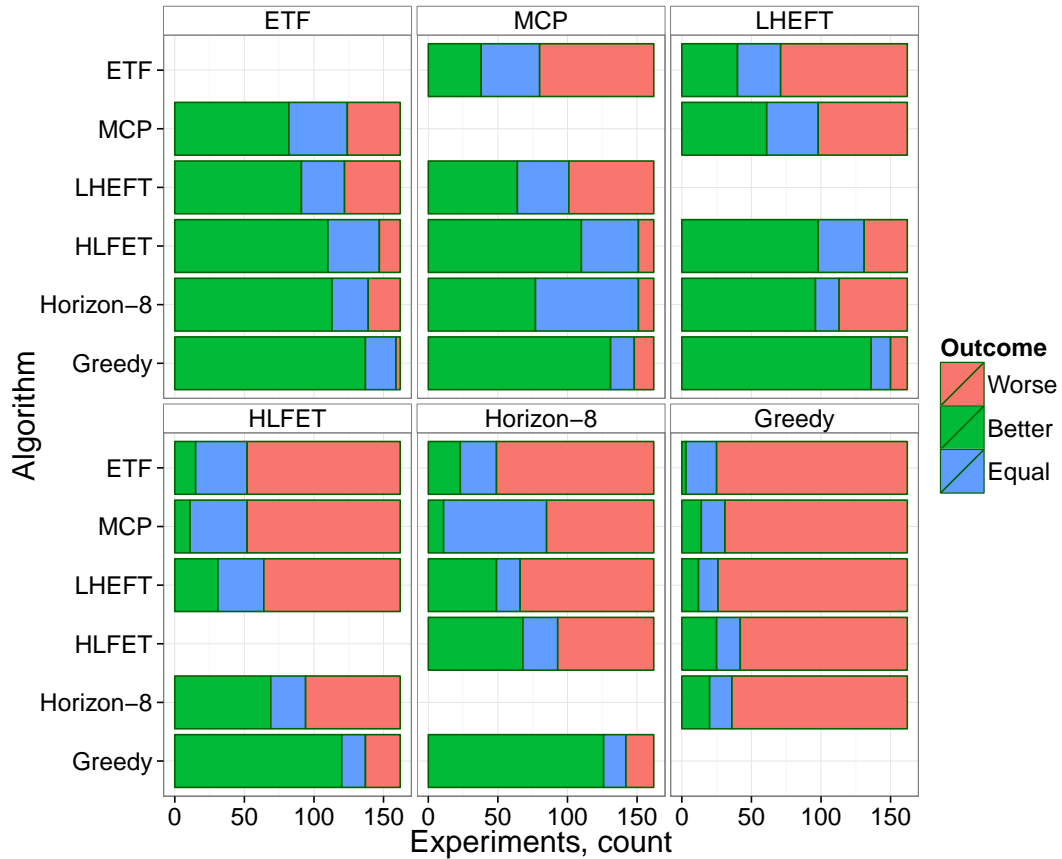 ETF MCP LHEFT
ETF
MCP
LHEFT
HLFET
Horizon−8
Greedy
HLFET Horizon−8 Greedy
ETF
MCP
LHEFT
HLFET
Horizon−8
Greedy
0 50 100 150 0 50 100 150 0 50 100 150
Experiments, count
Algorithm
Outcome
Worse
Better
Equal